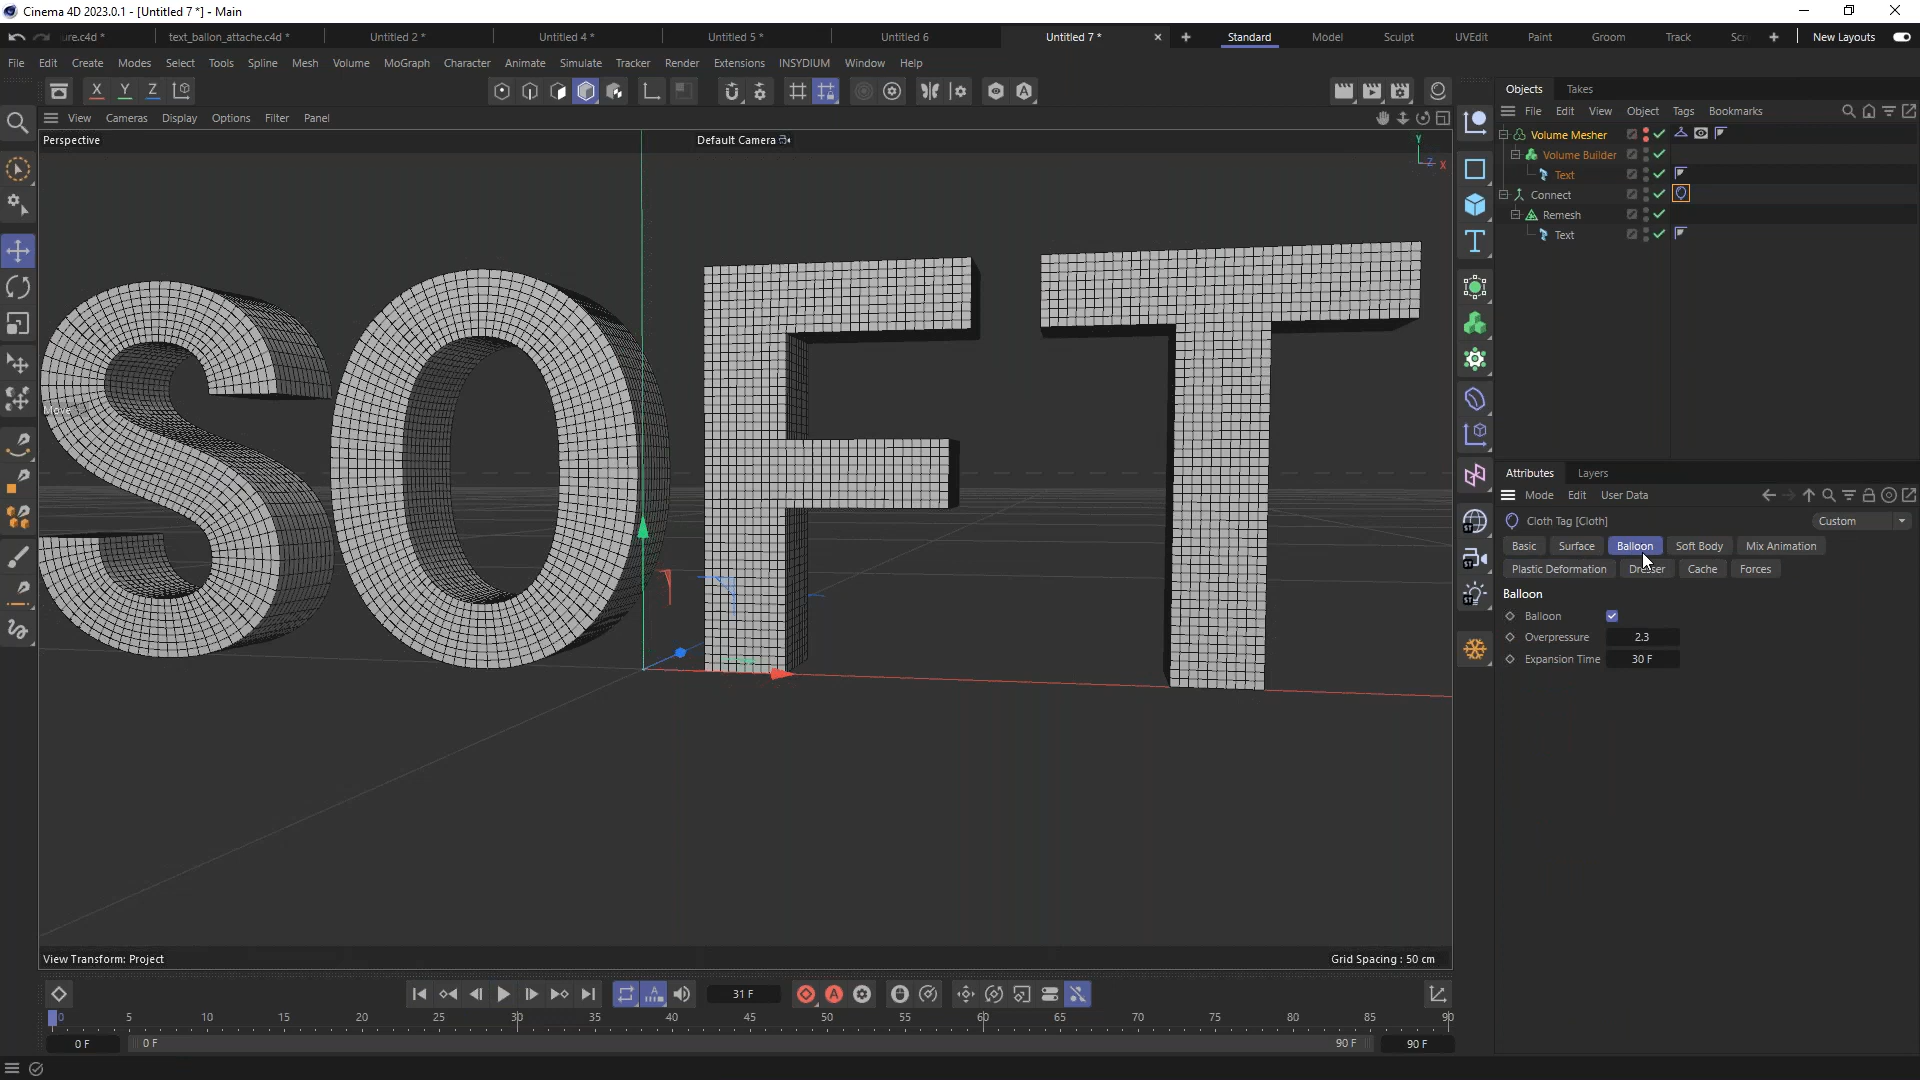 Cinema 4D 2023.0.1 - [Untitled 7 *] - Main
ure.c4d *
text_ballon_attache.c4d *
Untitled 2 *
Untitled 4 *
Untitled 5 *
Untitled 6
Untitled 7 *
Standard
Model
Sculpt
UVEdit
Paint
Groom
Track
Scr
New Layouts
File Edit Create Modes Select Tools Spline Mesh Volume MoGraph Character Animate Simulate Tracker Render Extensions INSYDIUM Window Help
X Y Z
View Cameras Display Options Filter Panel
Perspective
Default Camera
Y
Z X
SOFT
Move
View Transform: Project
Grid Spacing : 50 cm
Objects Takes
File Edit View Object Tags Bookmarks
Volume Mesher
Volume Builder
Text
Connect
Remesh
Text
Attributes Layers
Mode Edit User Data
Cloth Tag [Cloth]
Custom
Basic Surface Balloon Soft Body Mix Animation
Plastic Deformation Dresser Cache Forces
Balloon
Balloon
Overpressure 2.3
Expansion Time 30 F
31 F
0 5 10 15 20 25 30 35 40 45 50 55 60 65 70 75 80 85 90
0 F 0 F 90 F 90 F